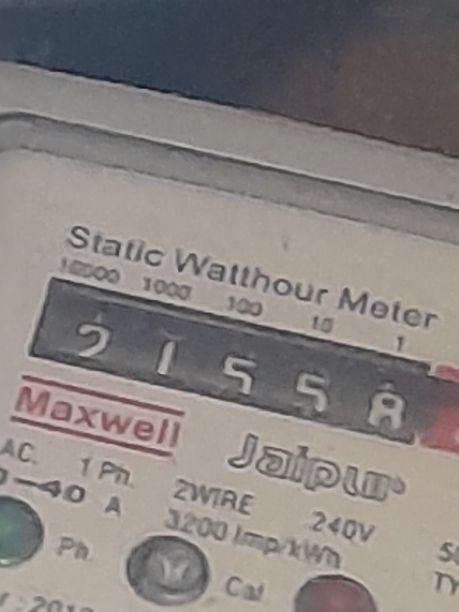 Static Watthour Meter
10000 1000 100 10 1
2 1 5 5 8
Maxwell
Jaipur
AC. 1 Ph. 2WIRE 240V
-40 A 3200 Imp/kWh
Ph. Cal